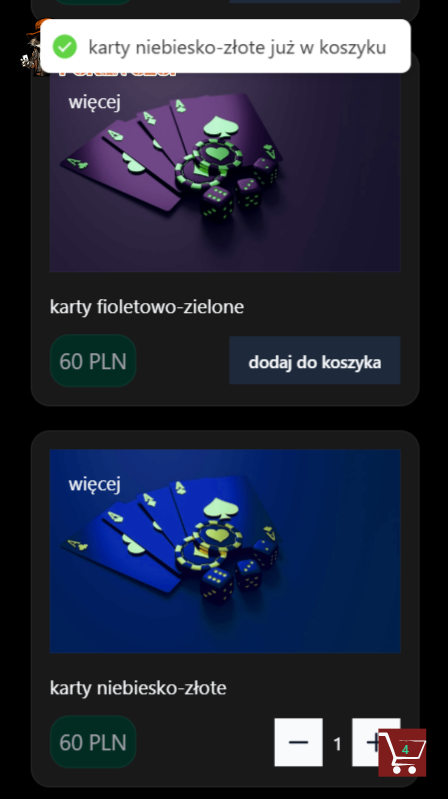 karty niebiesko-złote już w koszyku
więcej
karty fioletowo-zielone
60 PLN
dodaj do koszyka
więcej
karty niebiesko-złote
60 PLN
− 1 +
4